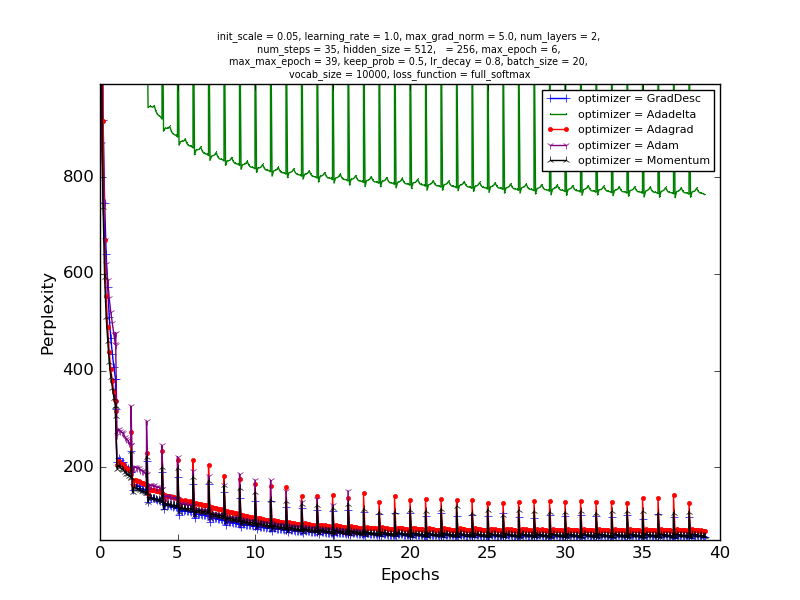 init_scale = 0.05, learning_rate = 1.0, max_grad_norm = 5.0, num_layers = 2,
num_steps = 35, hidden_size = 512,   = 256, max_epoch = 6,
max_max_epoch = 39, keep_prob = 0.5, lr_decay = 0.8, batch_size = 20,
vocab_size = 10000, loss_function = full_softmax
optimizer = GradDesc
optimizer = Adadelta
optimizer = Adagrad
optimizer = Adam
optimizer = Momentum
800
600
400
200
Perplexity
0 5 10 15 20 25 30 35 40
Epochs